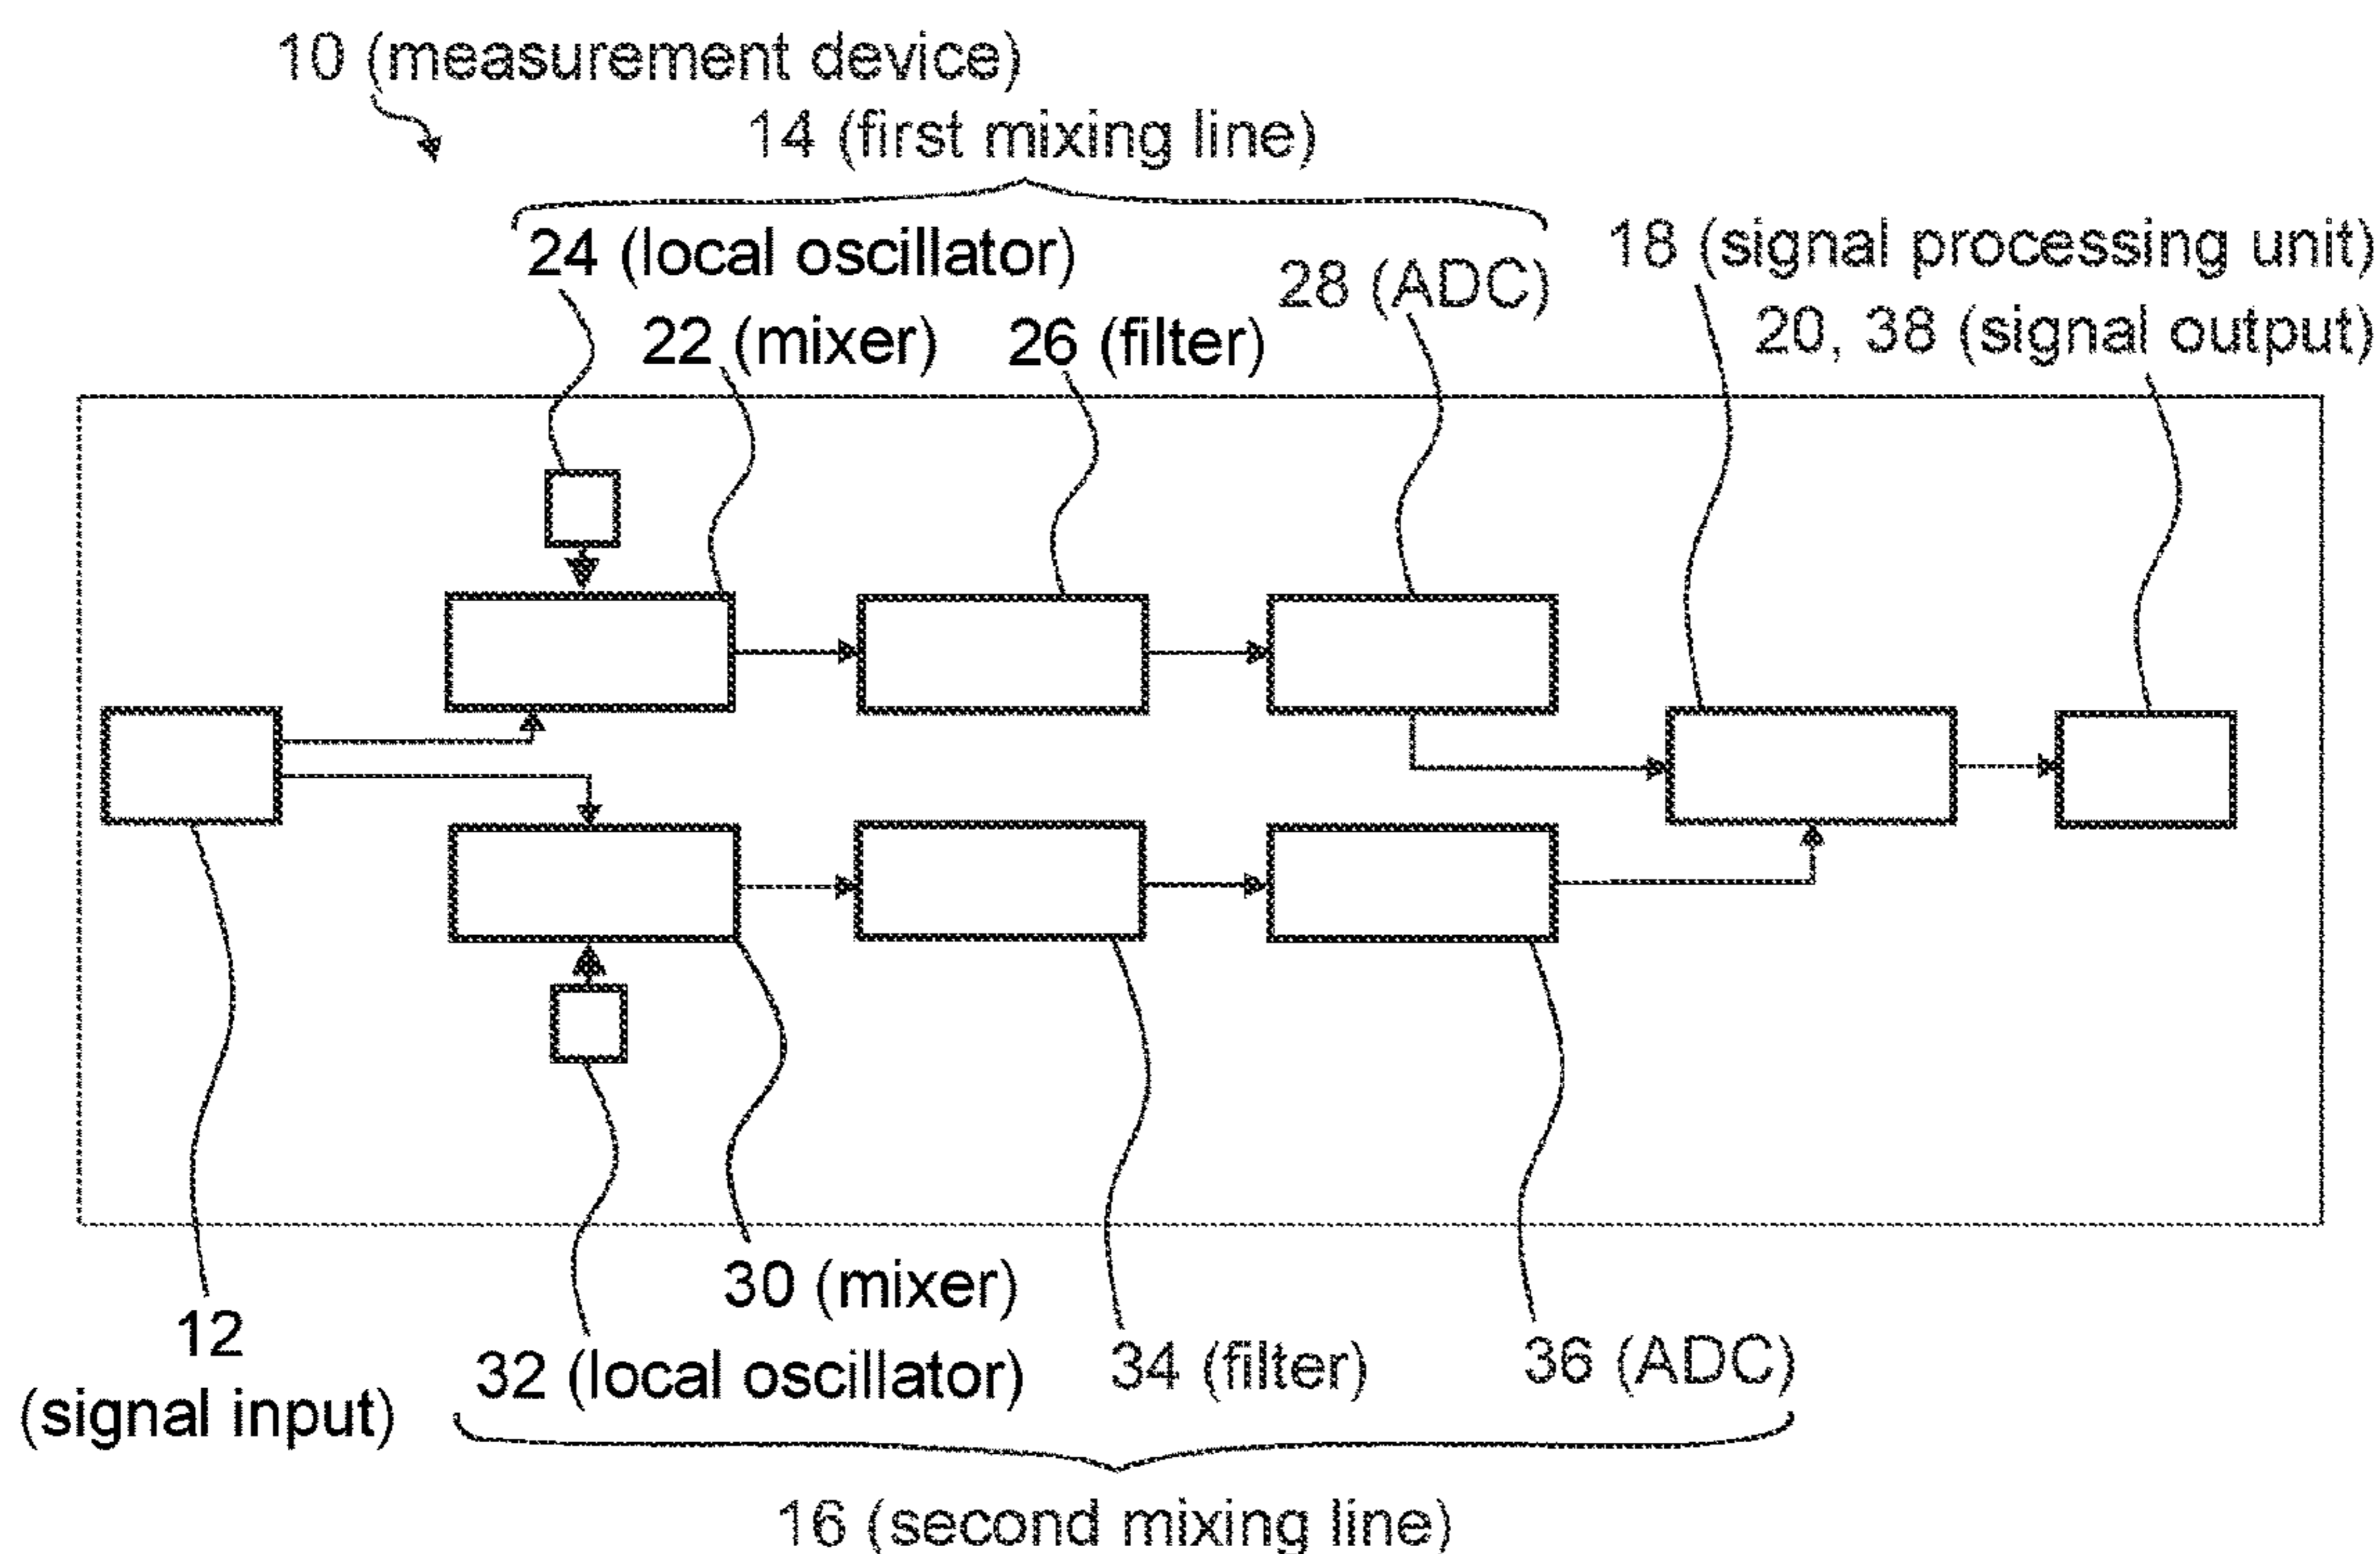 10 (measurement device)
14 (first mixing line)
24 (local oscillator)
28 (ADC)
18 (signal processing unit)
22 (mixer)
26 (filter)
20, 38 (signal output)
30 (mixer)
12
(signal input)
32 (local oscillator)
34 (filter)
36 (ADC)
16 (second mixing line)